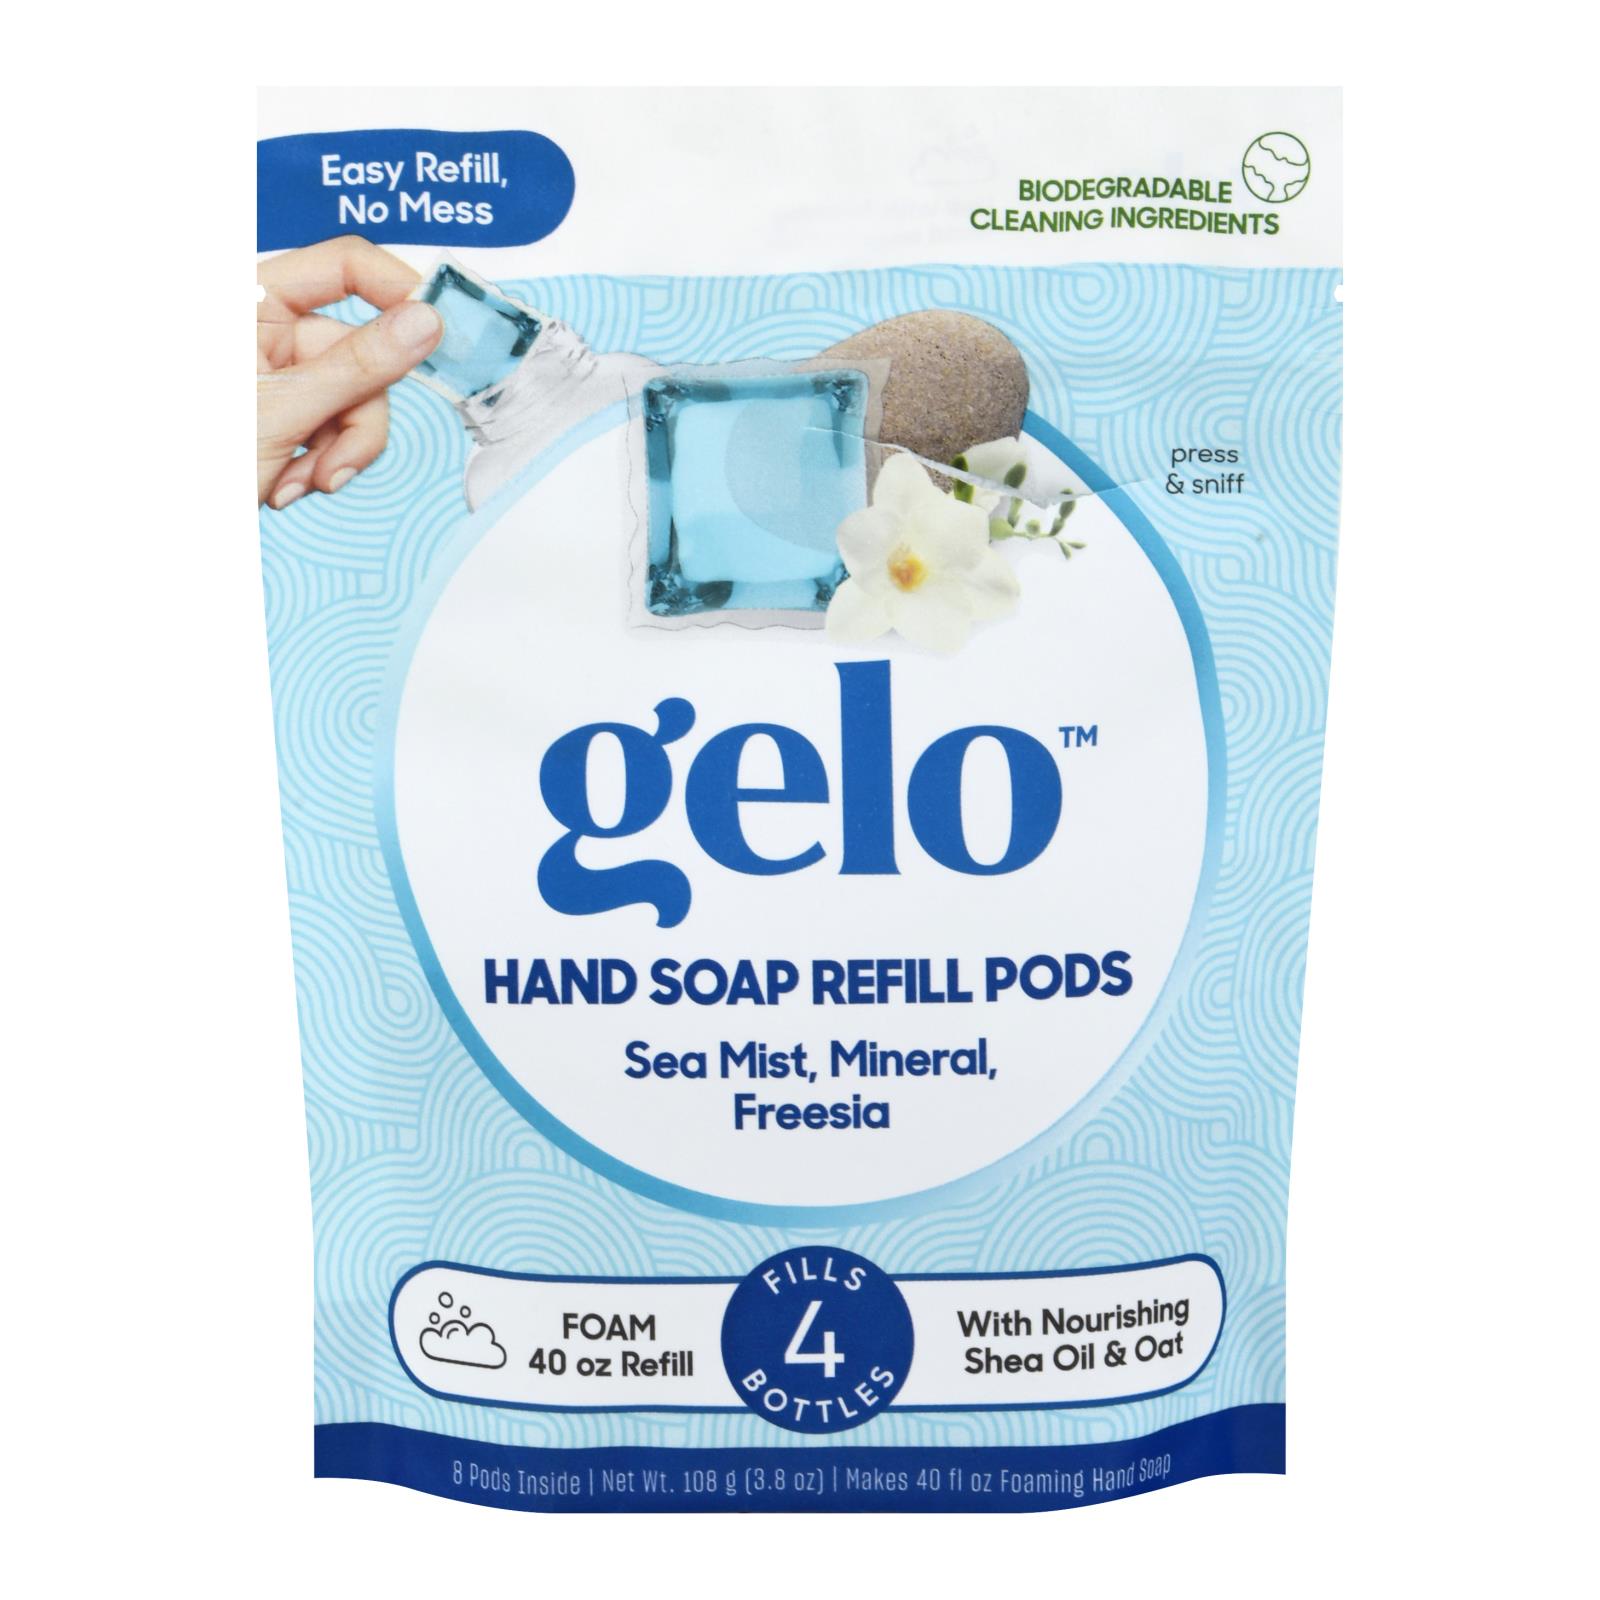 Easy Refill,
No Mess
BIODEGRADABLE
CLEANING INGREDIENTS
press
& sniff
gelo™
HAND SOAP REFILL PODS
Sea Mist, Mineral,
Freesia
FOAM
40 oz Refill
FILLS
4
BOTTLES
With Nourishing
Shea Oil & Oat
8 Pods Inside | Net Wt. 108 g (3.8 oz) | Makes 40 fl oz Foaming Hand Soap